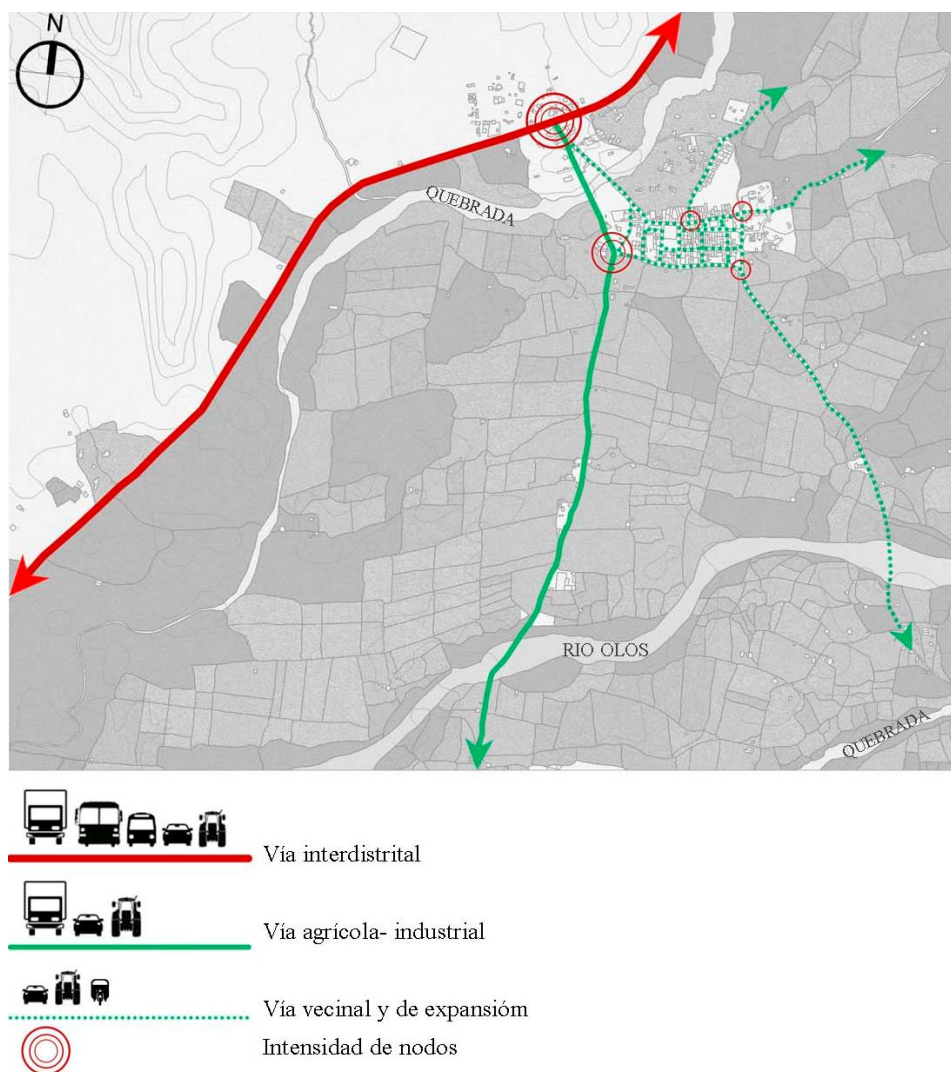 N
QUEBRADA
RIO OLOS
QUEBRADA
Vía interdistrital
Vía agrícola- industrial
Vía vecinal y de expansióm
Intensidad de nodos